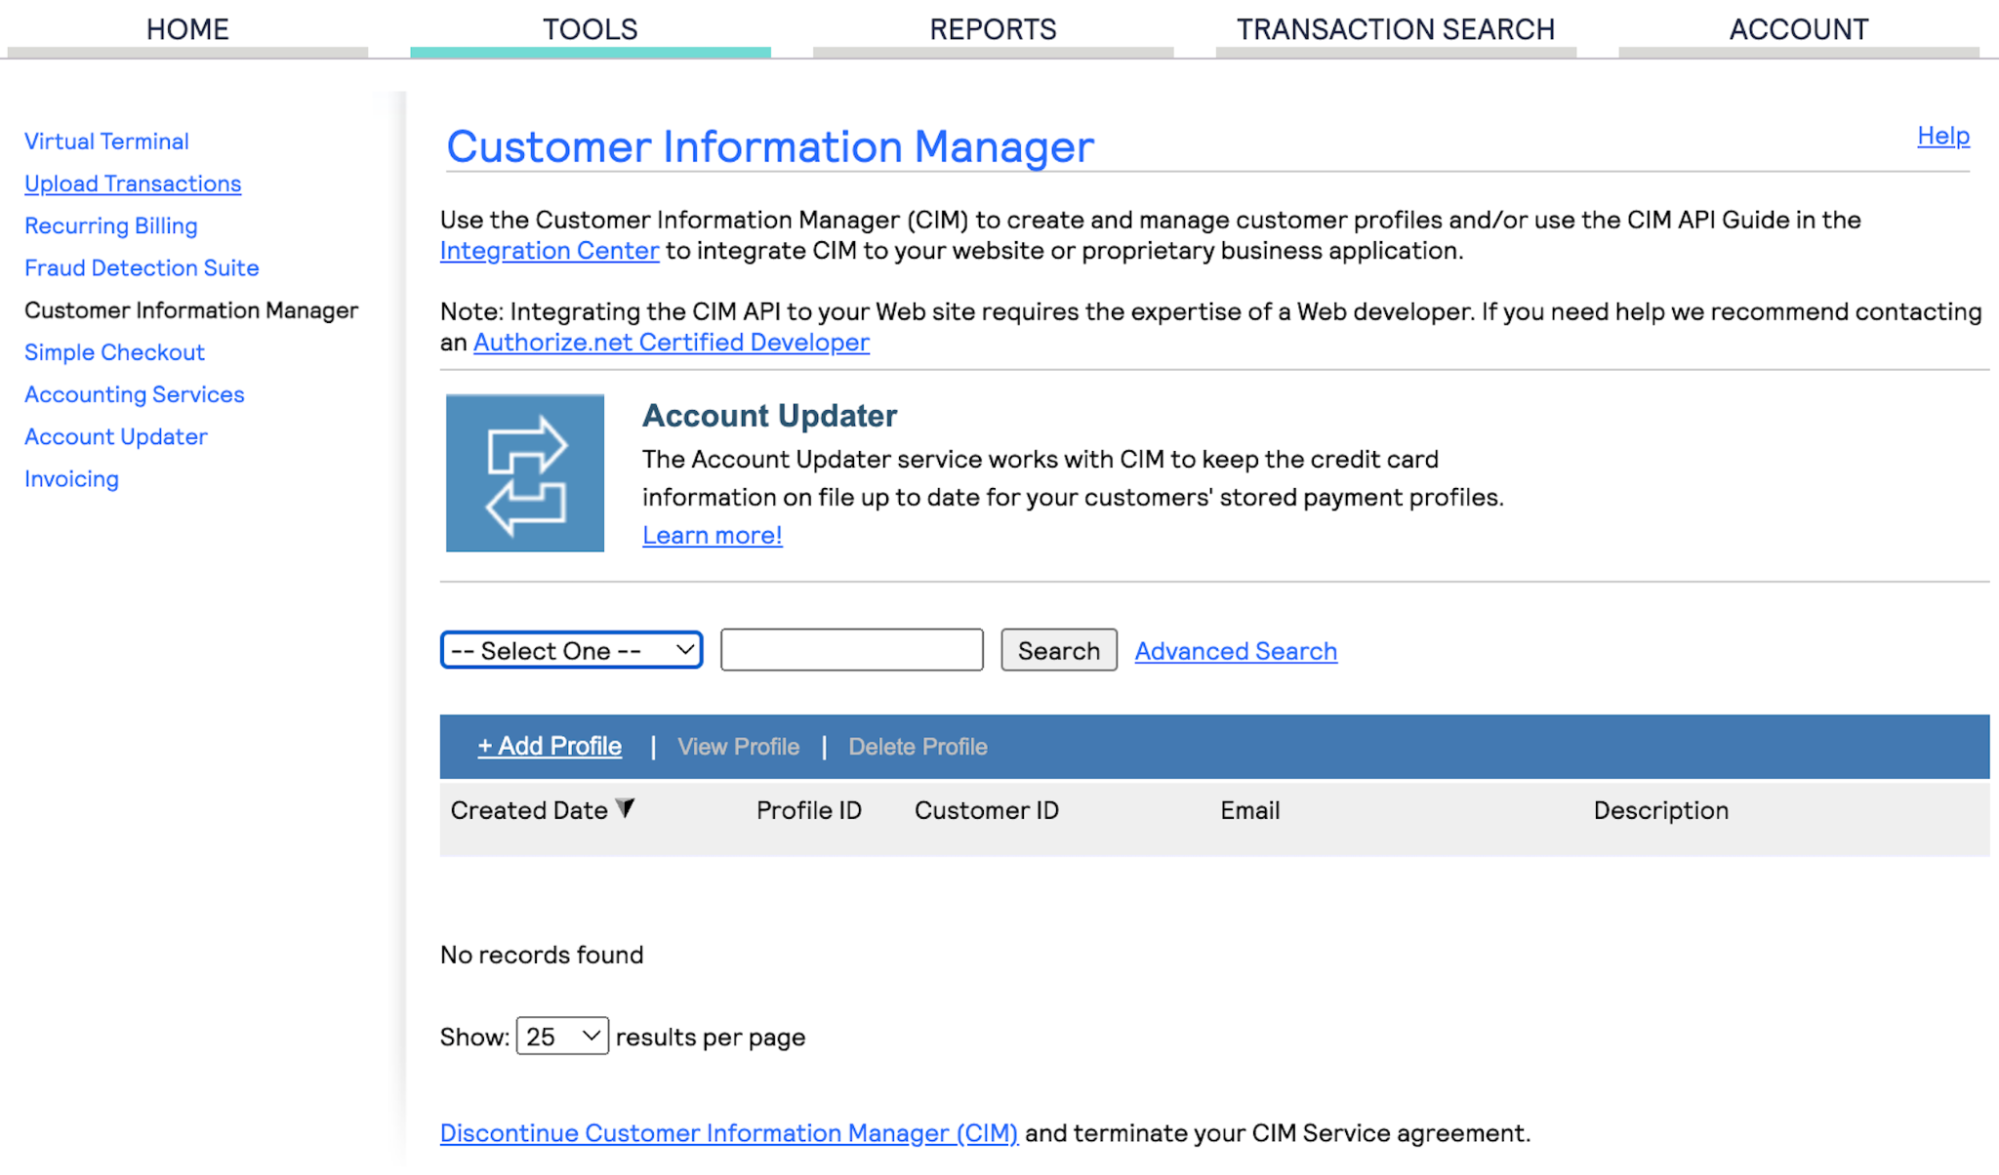 HOME TOOLS REPORTS TRANSACTION SEARCH ACCOUNT
Virtual Terminal
Upload Transactions
Recurring Billing
Fraud Detection Suite
Customer Information Manager
Simple Checkout
Accounting Services
Account Updater
Invoicing
Customer Information Manager
Help
Use the Customer Information Manager (CIM) to create and manage customer profiles and/or use the CIM API Guide in the
Integration Center to integrate CIM to your website or proprietary business application.
Note: Integrating the CIM API to your Web site requires the expertise of a Web developer. If you need help we recommend contacting
an Authorize.net Certified Developer
Account Updater
The Account Updater service works with CIM to keep the credit card
information on file up to date for your customers' stored payment profiles.
Learn more!
-- Select One -- Search Advanced Search
+ Add Profile | View Profile | Delete Profile
Created Date Profile ID Customer ID Email Description
No records found
Show: 25 results per page
Discontinue Customer Information Manager (CIM) and terminate your CIM Service agreement.